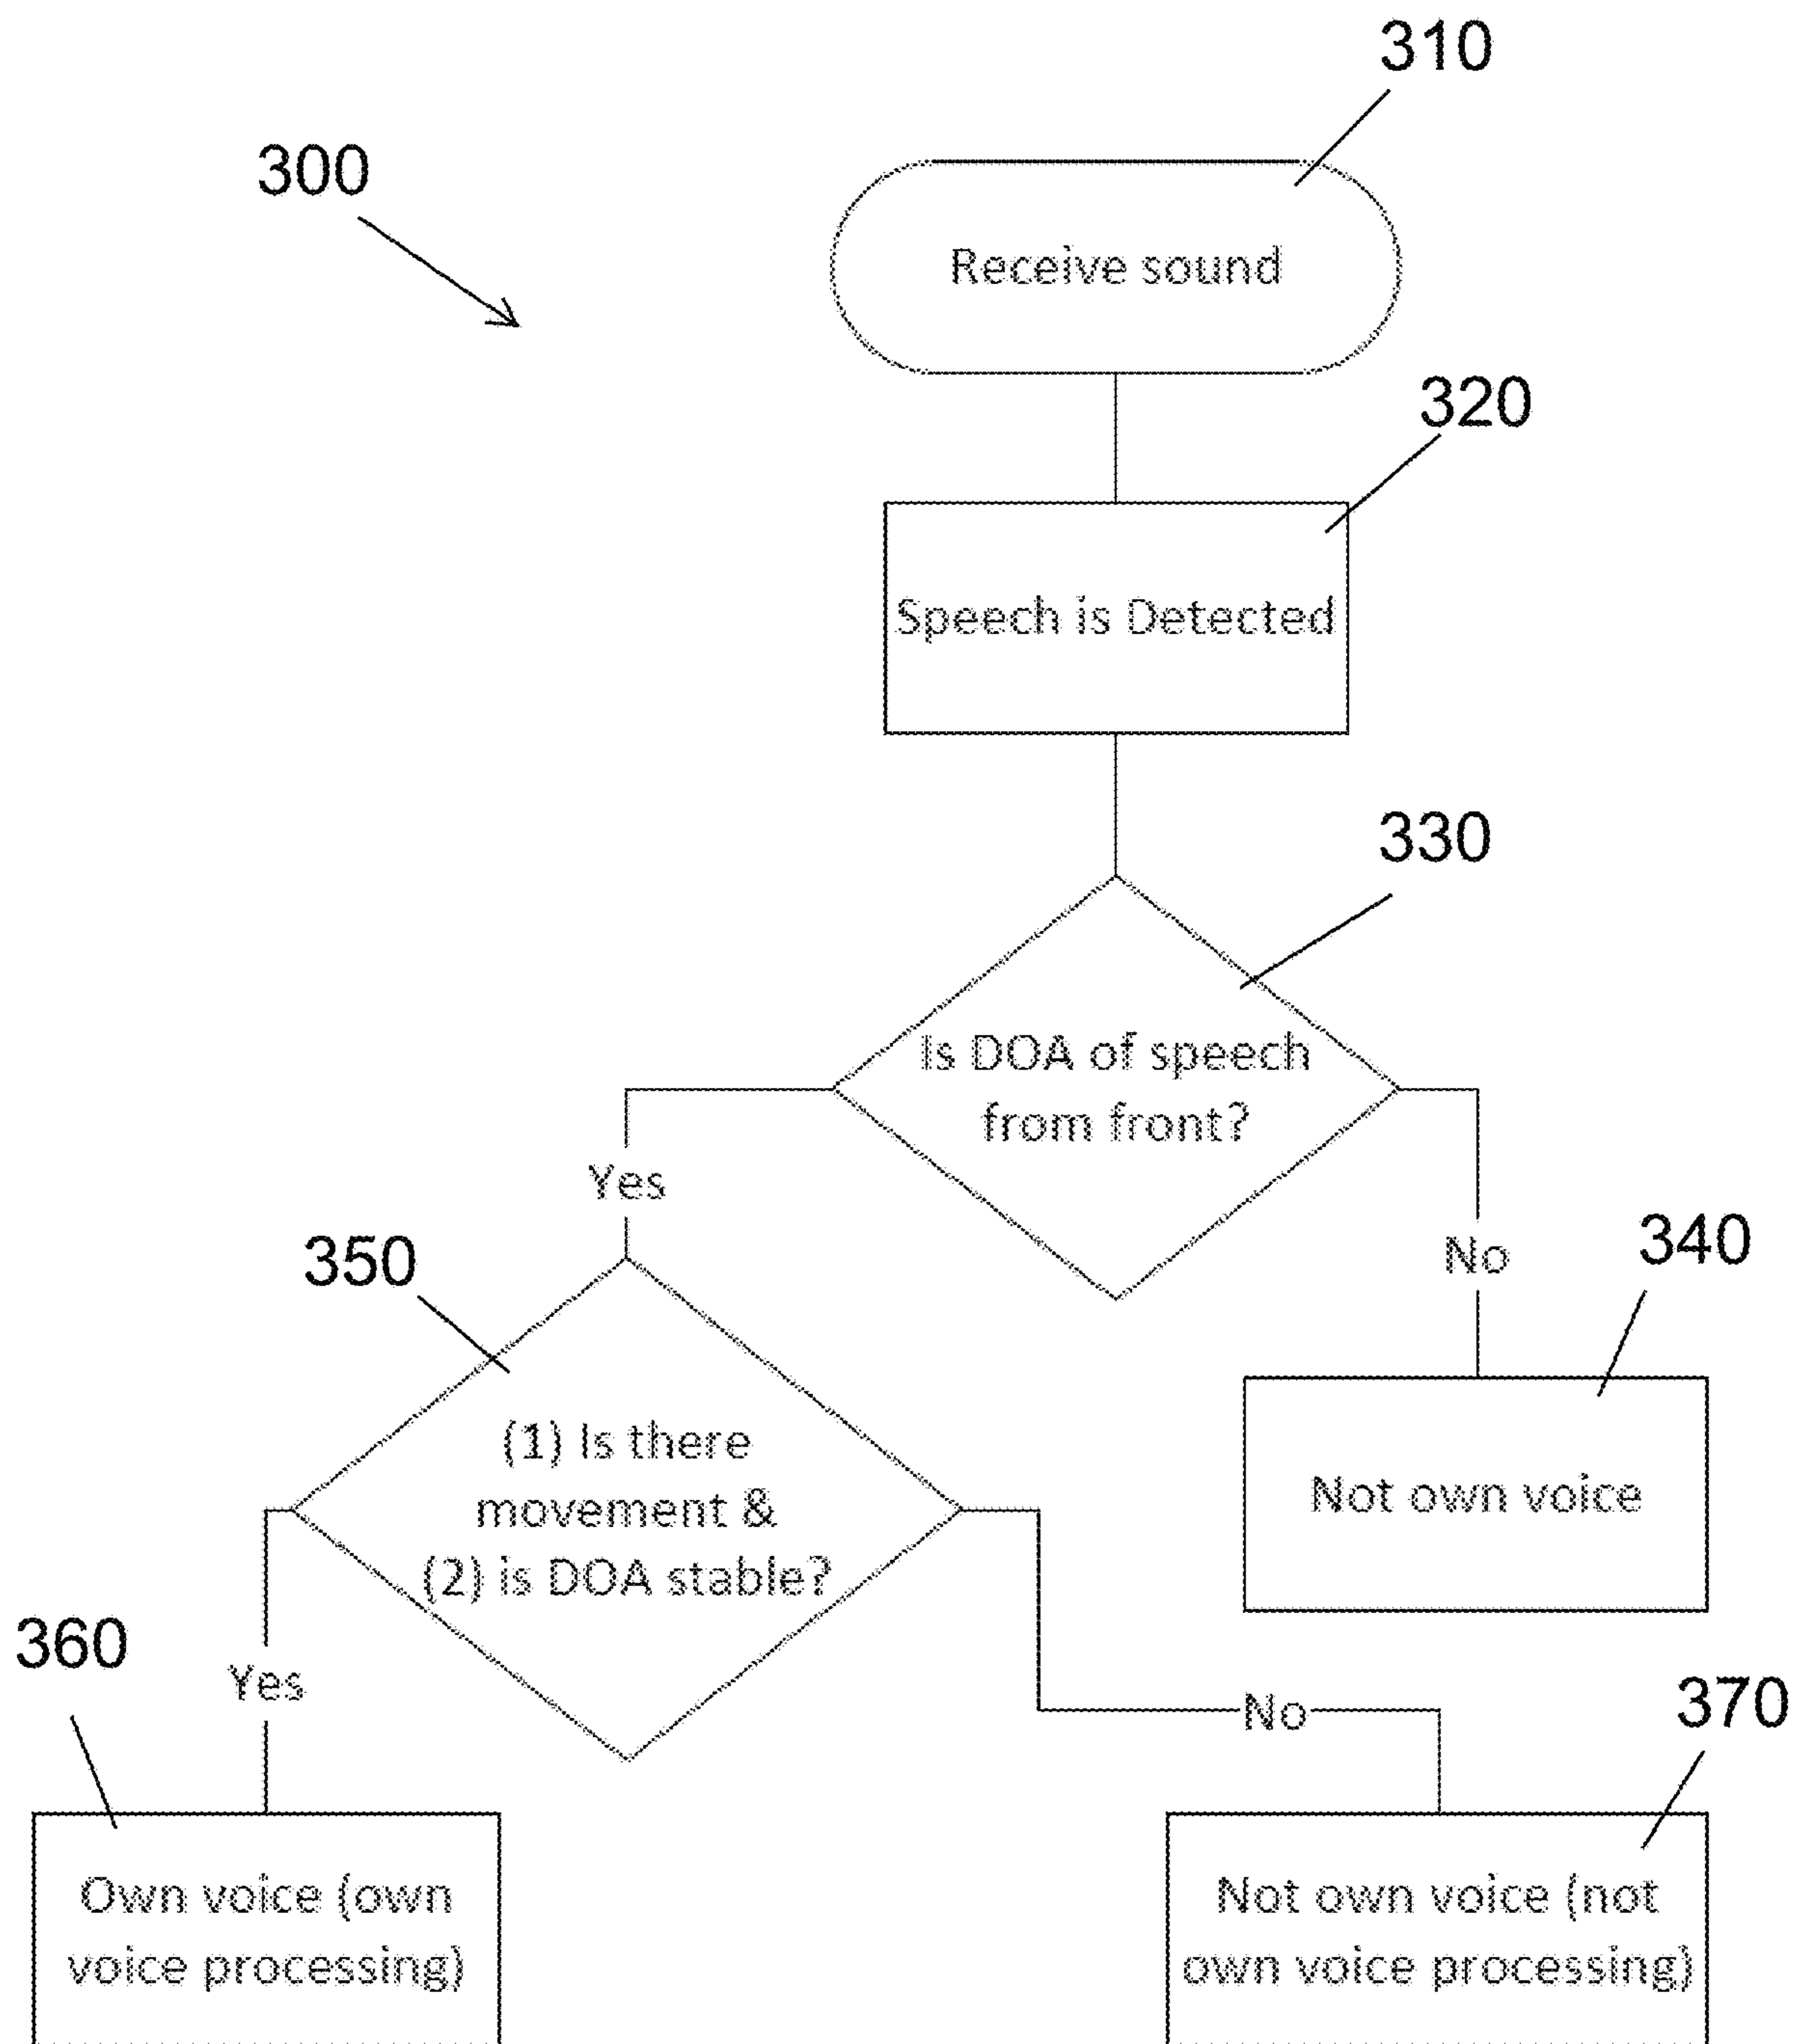 310
300
Receive sound
320
Speech is Detected
330
Is DOA of speech
from front?
Yes
No
340
350
(1) Is there
movement &
(2) is DOA stable?
Not own voice
360
Yes
No
370
Own voice (own
voice processing)
Not own voice (not
own voice processing)